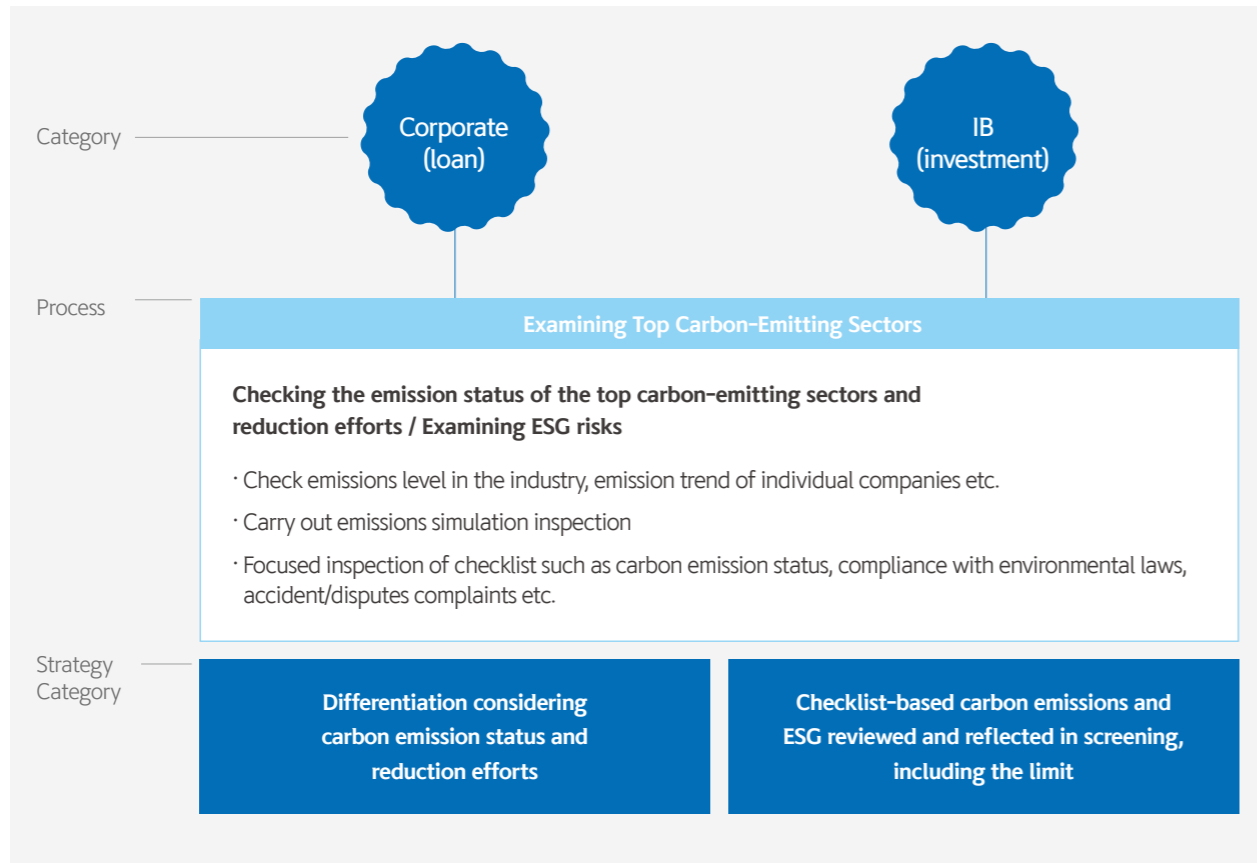 Category
Corporate
(loan)
IB
(investment)
Process
Examining Top Carbon-Emitting Sectors
Checking the emission status of the top carbon-emitting sectors and
reduction efforts / Examining ESG risks
· Check emissions level in the industry, emission trend of individual companies etc.
· Carry out emissions simulation inspection
· Focused inspection of checklist such as carbon emission status, compliance with environmental laws,
accident/disputes complaints etc.
Strategy
Category
Differentiation considering
carbon emission status and
reduction efforts
Checklist-based carbon emissions and
ESG reviewed and reflected in screening,
including the limit